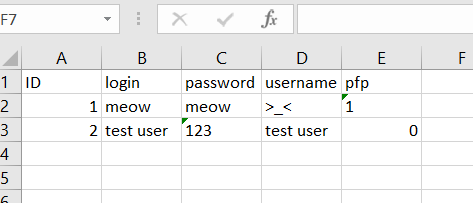 F7
fx
A B C D E F
1 ID login password username pfp
2 1 meow meow >_< 1
3 2 test user 123 test user 0
4
5